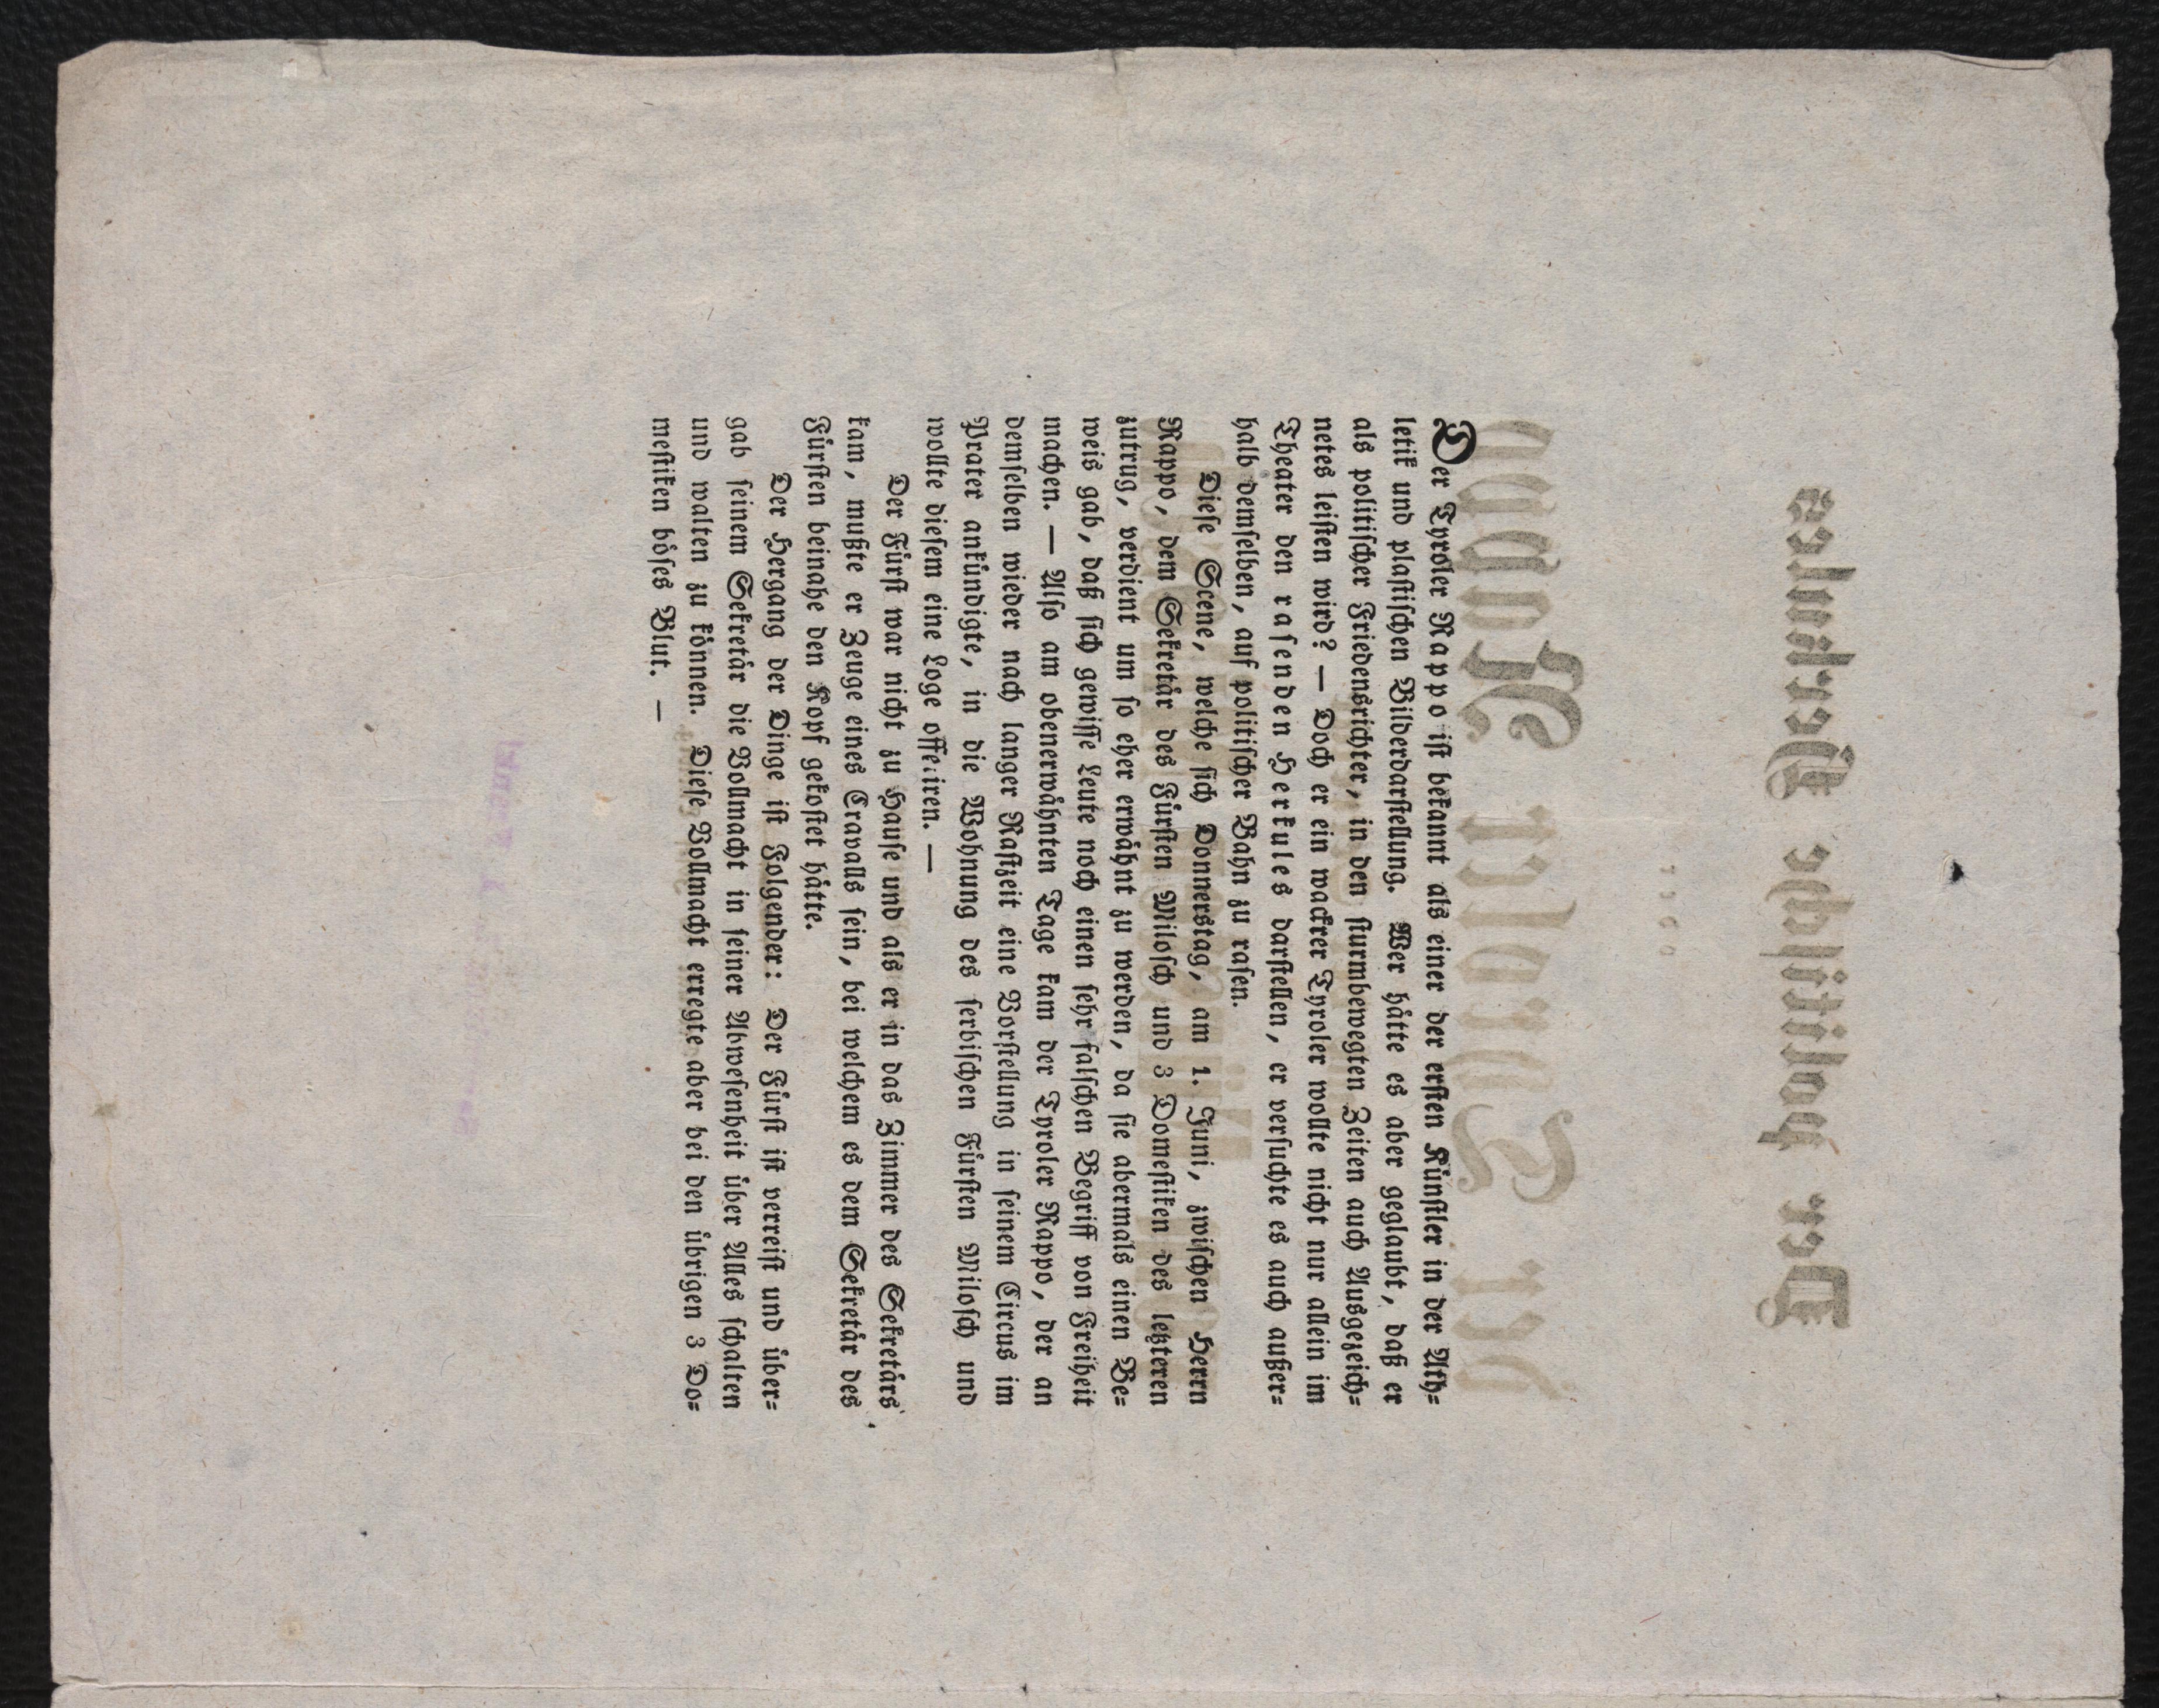 Der Tyroler Rappo ist bekannt als einer der ersten Künstler in der Ath-
letik und plastischen Bilderdarstellung. Wer hätte es aber geglaubt, daß er
als politischer Friedensrichter, in den sturmbewegten Zeiten auch Ausgezeich-
netes leisten wird? — Doch er ein wackrer Tyroler wollte nicht nur allein im
Theater den rasenden Herkules darstellen, er versuchte es auch außer-
halb demselben, auf politischer Bahn zu rasen.
Diese Scene, welche sich Donnerstag, am 1. Juni, zwischen Herrn
Rappo, dem Sekretär des Fürsten Milosch und 3 Domestiken des letzteren
zutrug, verdient um so eher erwähnt zu werden, da sie abermals einen Be-
weis gab, daß sich gewisse Leute noch einen sehr falschen Begriff von Freiheit
machen. — Also am obenerwähnten Tage kam der Tyroler Rappo, der an
demselben wieder nach langer Rastzeit eine Vorstellung in seinem Circus im
Prater ankündigte, in die Wohnung des serbischen Fürsten Milosch und
wollte diesem eine Loge offeiren. —
Der Fürst war nicht zu Hause und als er in das Zimmer des Sekretärs
kam, mußte er Zeuge eines Cravalls sein, bei welchem es dem Sekretär des
Fürsten beinahe den Kopf gekostet hätte.
Der Hergang der Dinge ist Folgender: Der Fürst ist verreist und über-
gab seinem Sekretär die Vollmacht in seiner Abwesenheit über Alles schalten
und walten zu können. Diese Vollmacht erregte aber bei den übrigen 3 Do-
mestiken böses Blut. —